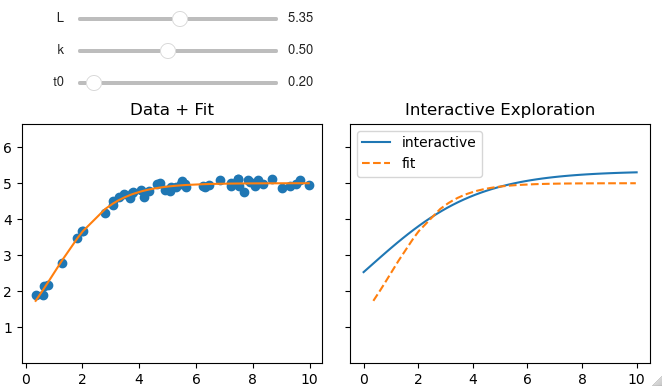 L 5.35
k 0.50
t0 0.20
Data + Fit
Interactive Exploration
6
5
4
3
2
1
0 2 4 6 8 10
interactive
fit
0 2 4 6 8 10